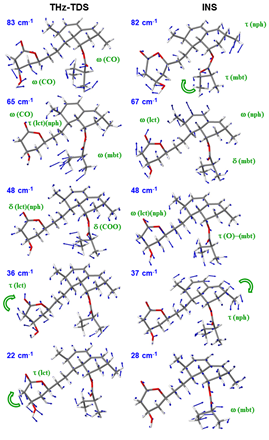 THz-TDS INS
83 cm-1 82 cm-1 τ (nph)
ω (CO)
ω (CO) τ (mbt)
65 cm-1 67 cm-1
ω (CO) ω (lct) ω (nph)
τ (lct)(nph)
ω (mbt) δ (mbt)
48 cm-1 48 cm-1
δ (lct)(nph) ω (lct)(nph)
δ (COO) τ (O)–(mbt)
36 cm-1 37 cm-1
τ (lct)
τ (nph)
22 cm-1 28 cm-1
τ (lct)
ω (mbt)